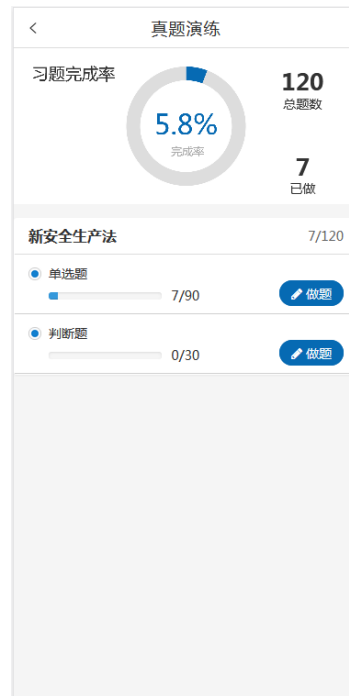 真题演练
习题完成率
120
总题数
5.8%
完成率
7
已做
新安全生产法 7/120
单选题
7/90 做题
判断题
0/30 做题